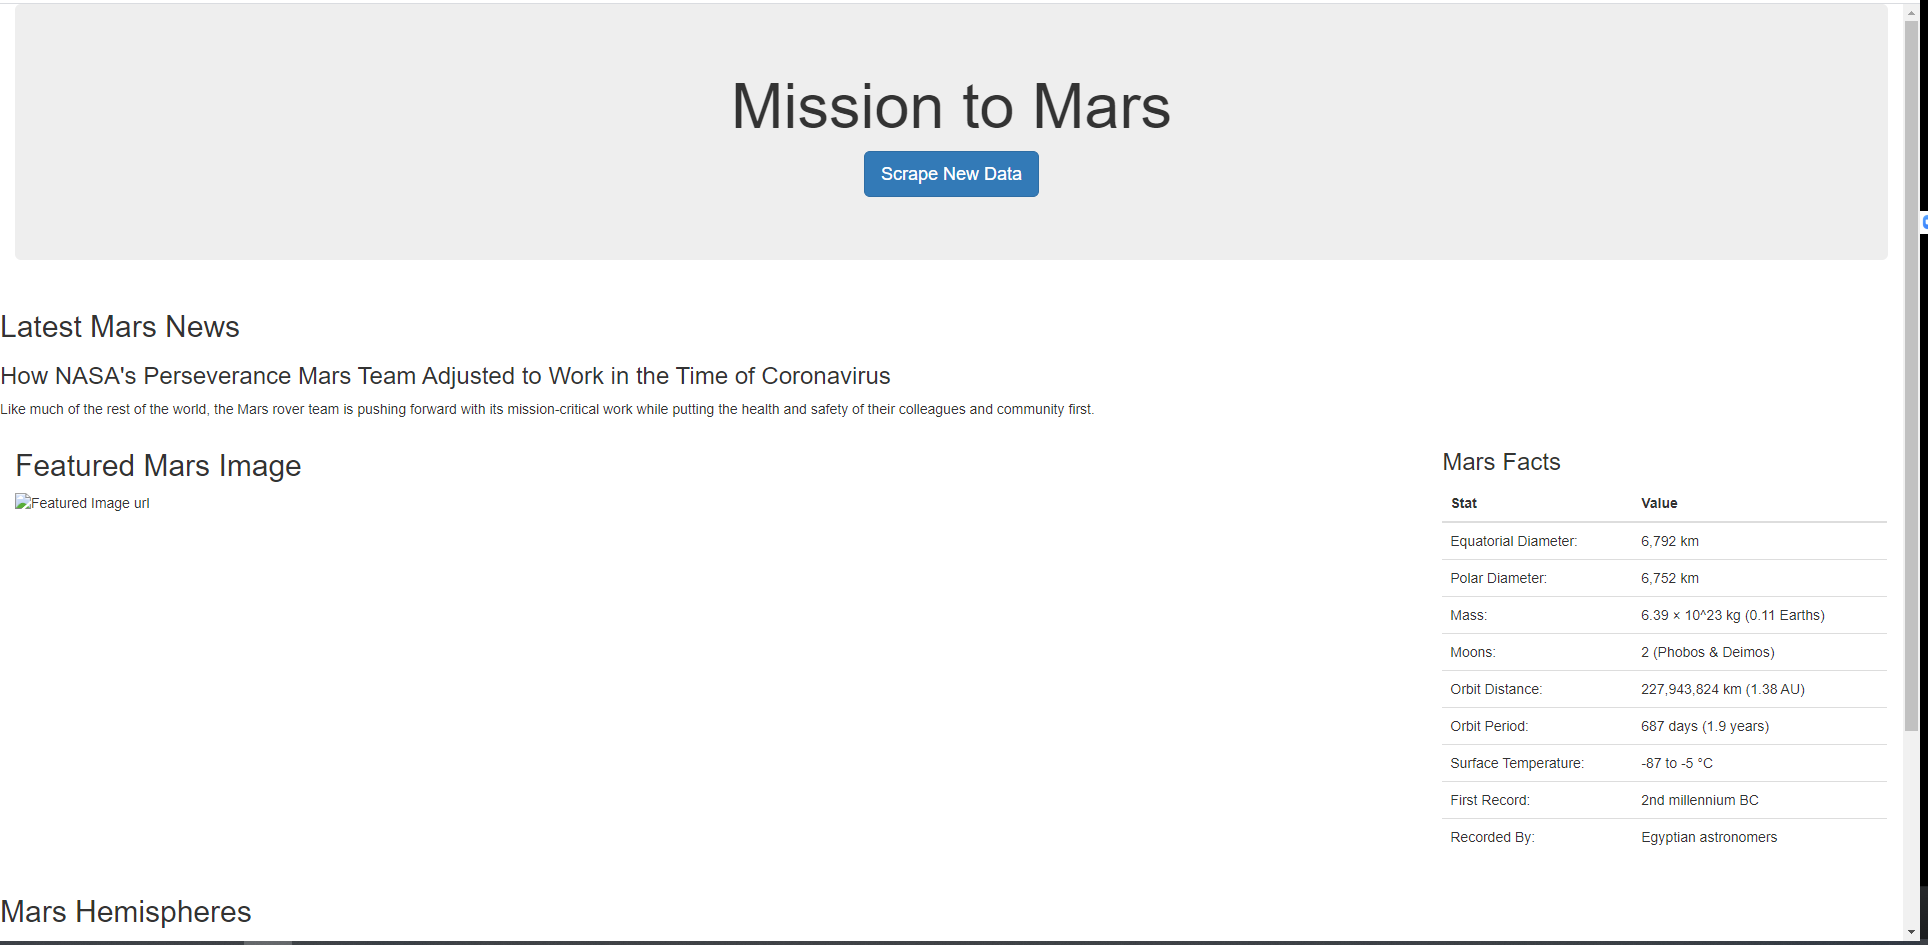 Mission to Mars
Scrape New Data
Latest Mars News
How NASA's Perseverance Mars Team Adjusted to Work in the Time of Coronavirus
Like much of the rest of the world, the Mars rover team is pushing forward with its mission-critical work while putting the health and safety of their colleagues and community first.
Featured Mars Image
Featured Image url
Mars Facts
Stat Value
Equatorial Diameter: 6,792 km
Polar Diameter: 6,752 km
Mass: 6.39 × 10^23 kg (0.11 Earths)
Moons: 2 (Phobos & Deimos)
Orbit Distance: 227,943,824 km (1.38 AU)
Orbit Period: 687 days (1.9 years)
Surface Temperature: -87 to -5 °C
First Record: 2nd millennium BC
Recorded By: Egyptian astronomers
Mars Hemispheres